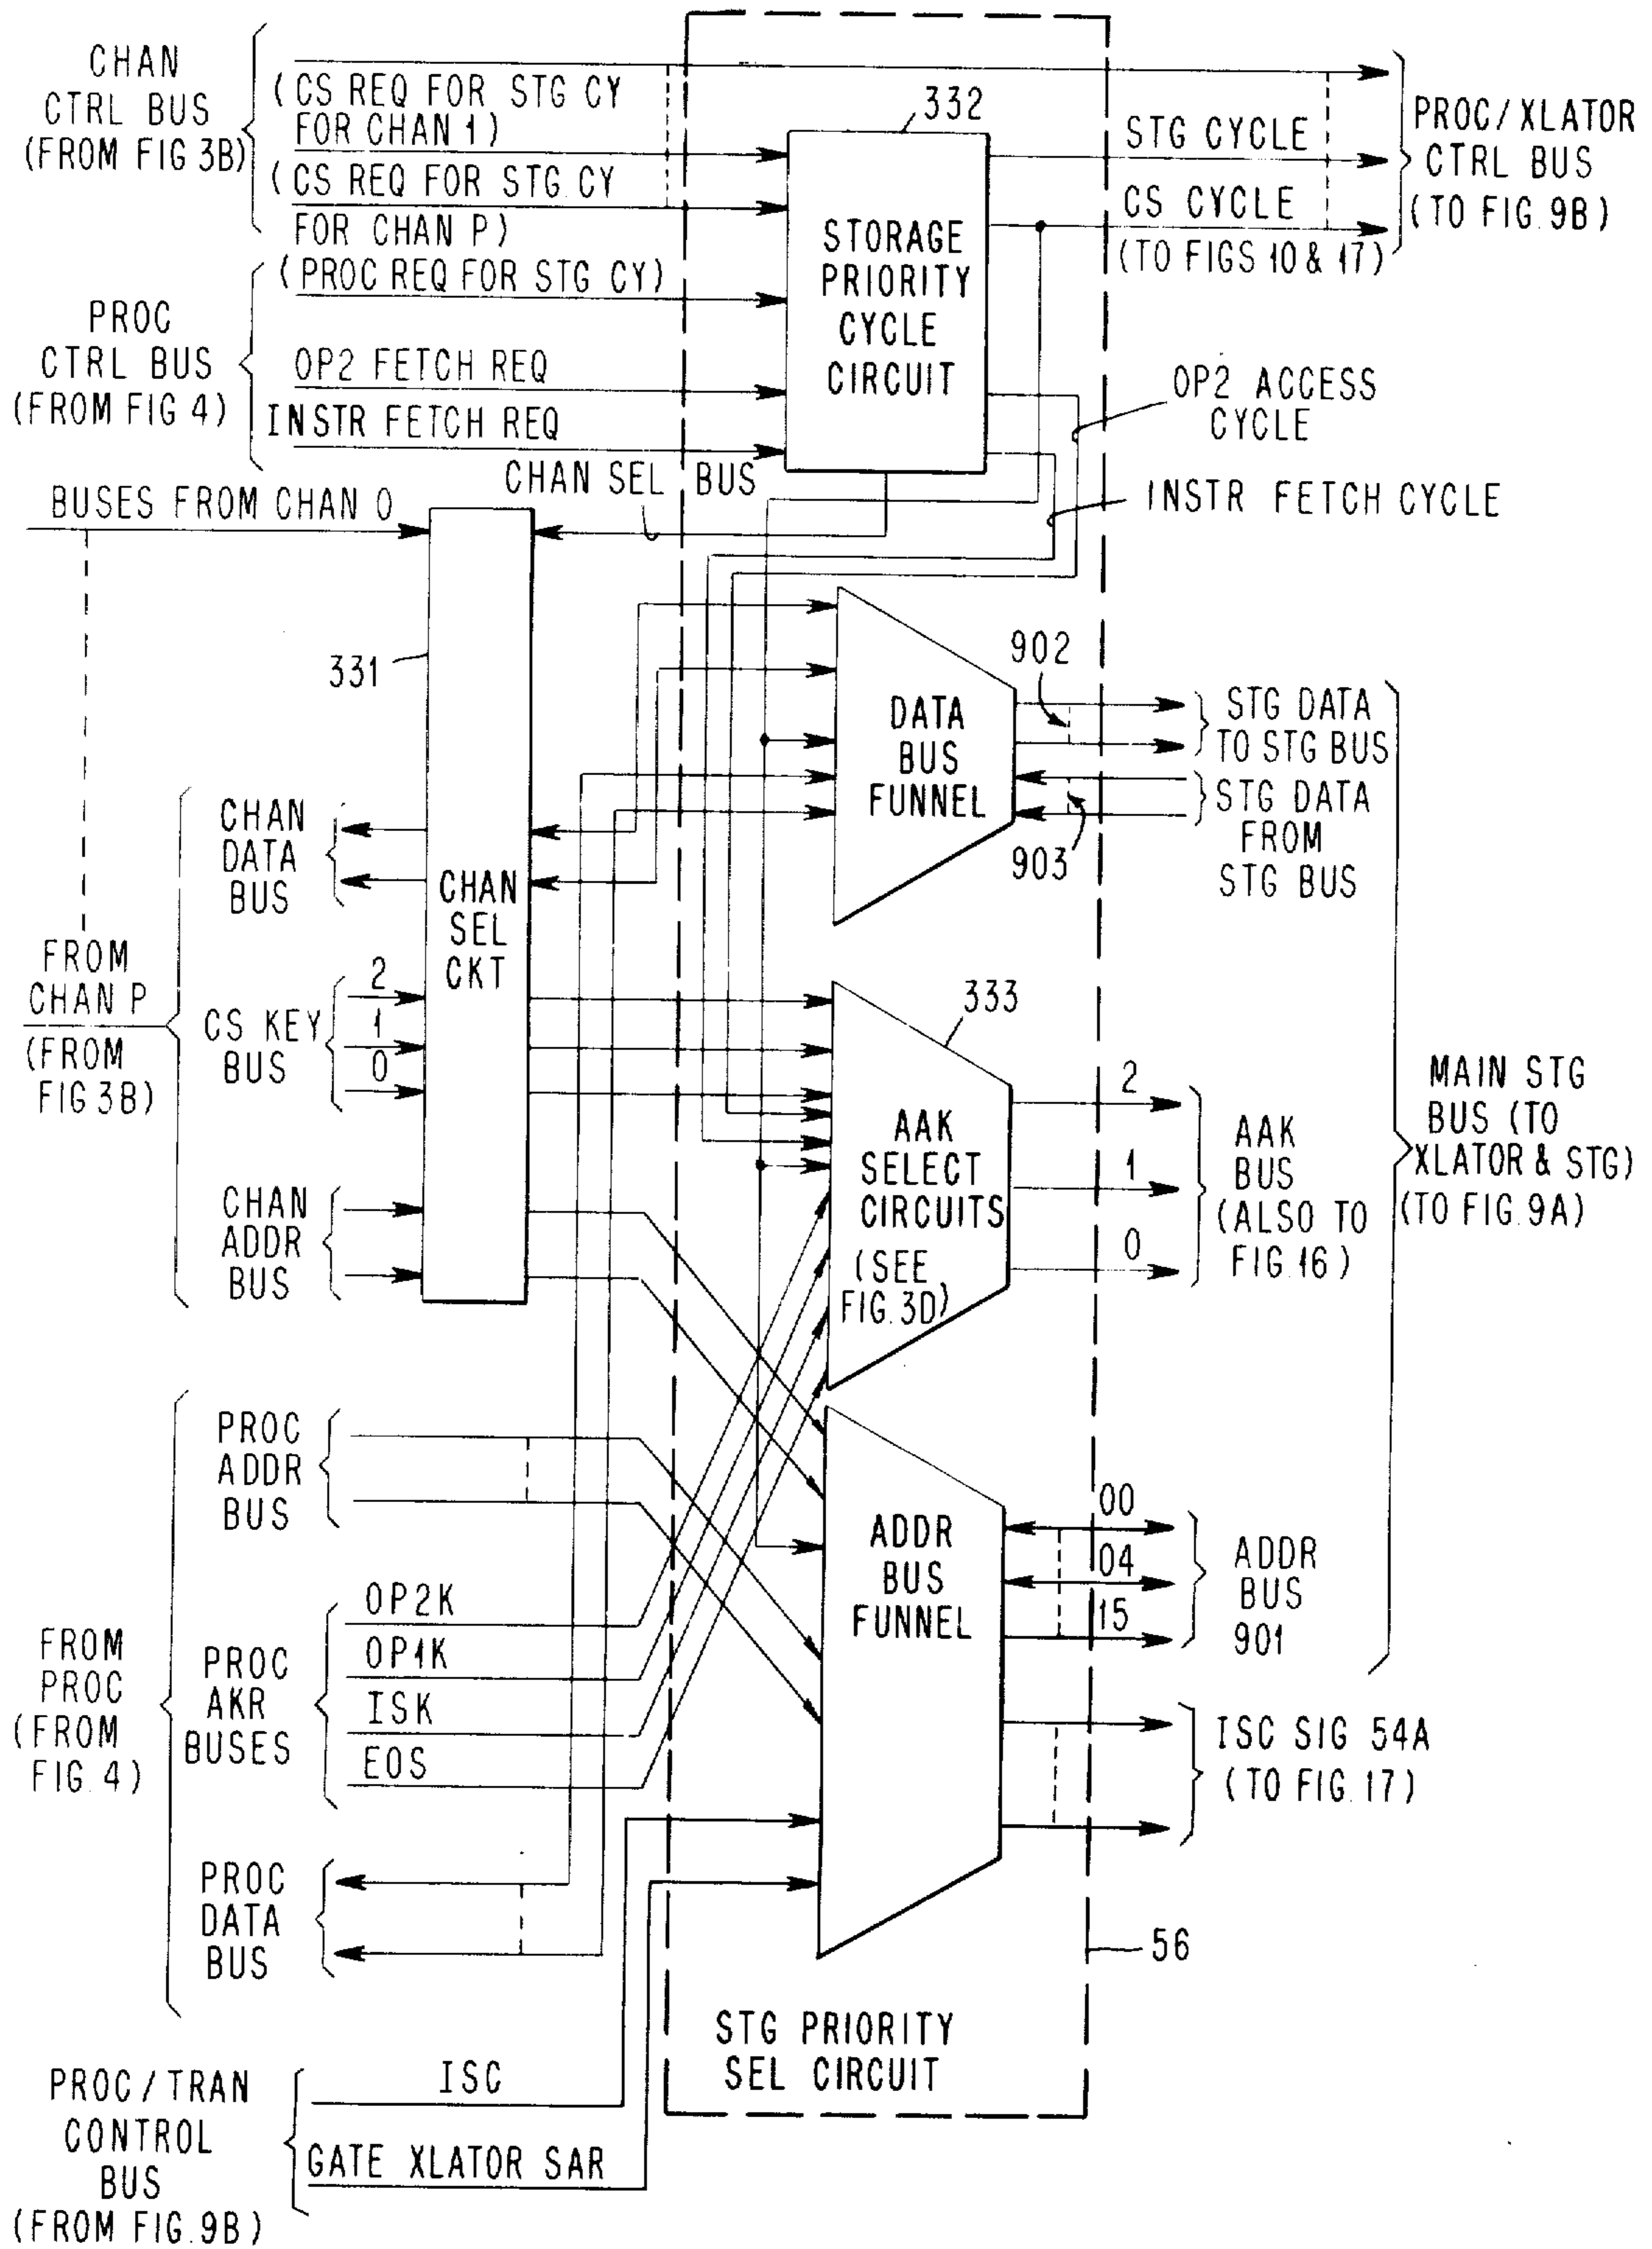 CHAN
CTRL BUS
(FROM FIG 3B)
(CS REQ FOR STG CY
FOR CHAN 1)
(CS REQ FOR STG CY
FOR CHAN P)
(PROC REQ FOR STG CY)
PROC
CTRL BUS
(FROM FIG 4)
OP2 FETCH REQ
INSTR FETCH REQ
332
STORAGE
PRIORITY
CYCLE
CIRCUIT
STG CYCLE
CS CYCLE
(TO FIGS 10 & 17)
PROC/XLATOR
CTRL BUS
(TO FIG. 9B)
OP2 ACCESS
CYCLE
INSTR FETCH CYCLE
CHAN SEL BUS
BUSES FROM CHAN 0
331
CHAN
SEL
CKT
DATA
BUS
FUNNEL
902
903
STG DATA
TO STG BUS
STG DATA
FROM
STG BUS
CHAN
DATA
BUS
FROM
CHAN P
(FROM
FIG 3B)
CS KEY
BUS
2
1
0
CHAN
ADDR
BUS
333
AAK
SELECT
CIRCUITS
(SEE
FIG. 3D)
2
1
0
AAK
BUS
(ALSO TO
FIG. 16)
MAIN STG
BUS (TO
XLATOR & STG)
(TO FIG. 9A)
PROC
ADDR
BUS
ADDR
BUS
FUNNEL
00
04
15
ADDR
BUS
901
FROM
PROC
(FROM
FIG. 4)
PROC
AKR
BUSES
OP2K
OP1K
ISK
EOS
ISC SIG 54A
(TO FIG. 17)
PROC
DATA
BUS
56
STG PRIORITY
SEL CIRCUIT
PROC/TRAN
CONTROL
BUS
(FROM FIG. 9B)
ISC
GATE XLATOR SAR